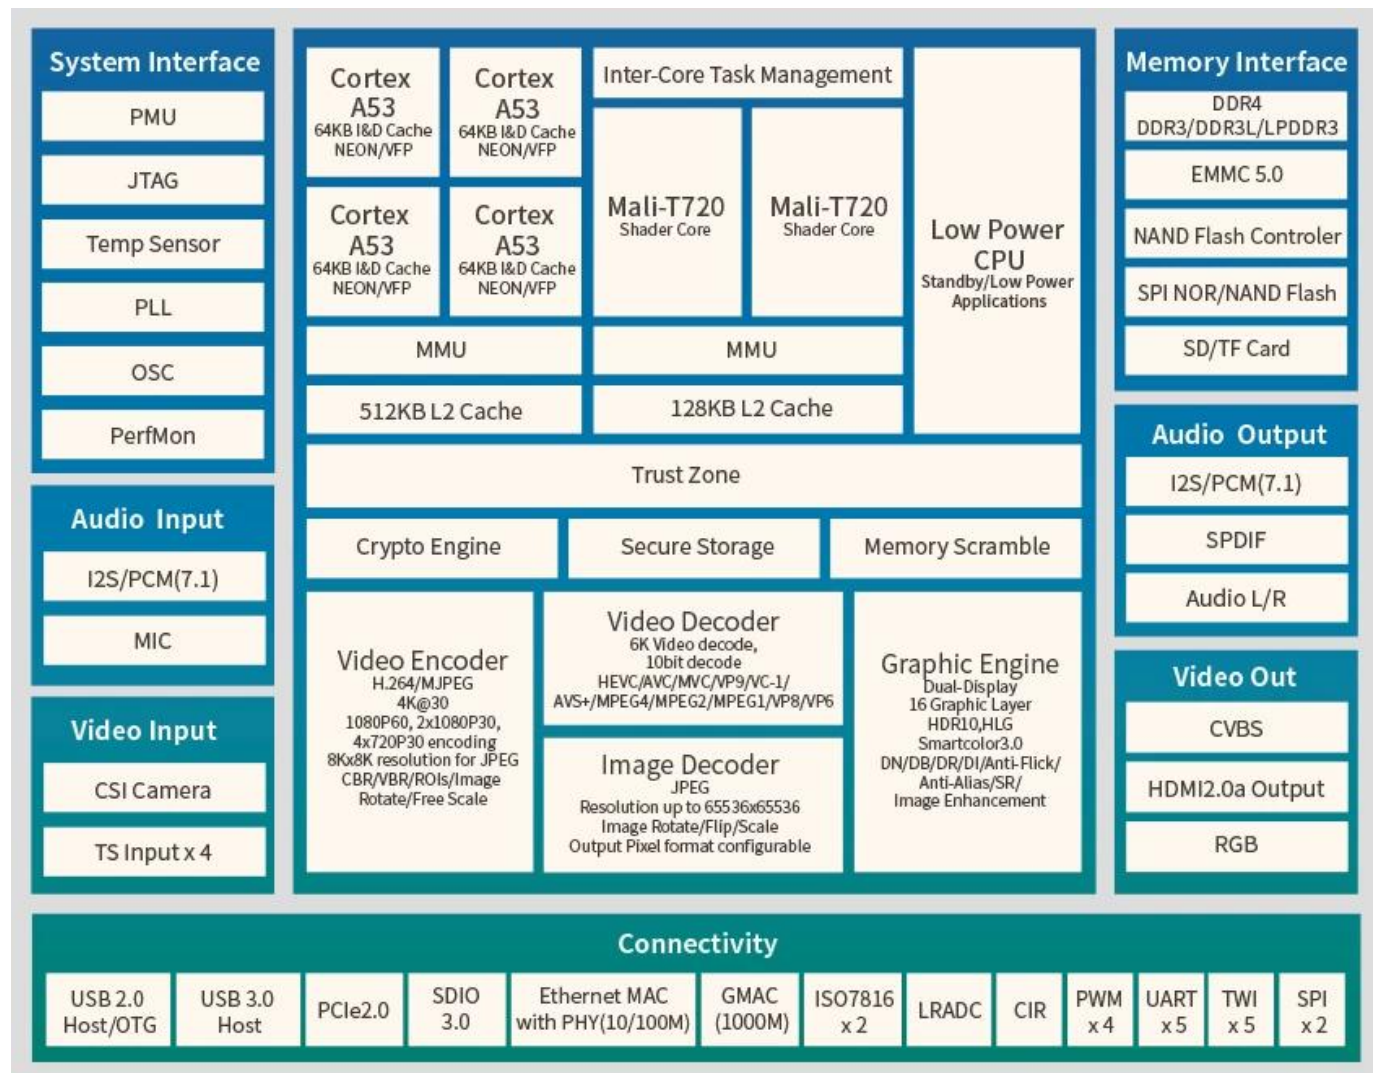 System Interface
PMU
JTAG
Temp Sensor
PLL
OSC
PerfMon
Audio Input
I2S/PCM(7.1)
MIC
Video Input
CSI Camera
TS Input x 4
Cortex
A53
64KB I&D Cache
NEON/VFP
Cortex
A53
64KB I&D Cache
NEON/VFP
Cortex
A53
64KB I&D Cache
NEON/VFP
Cortex
A53
64KB I&D Cache
NEON/VFP
MMU
512KB L2 Cache
Inter-Core Task Management
Mali-T720
Shader Core
Mali-T720
Shader Core
MMU
128KB L2 Cache
Low Power
CPU
Standby/Low Power
Applications
Trust Zone
Crypto Engine
Secure Storage
Memory Scramble
Video Encoder
H.264/MJPEG
4K@30
1080P60, 2x1080P30,
4x720P30 encoding
8Kx8K resolution for JPEG
CBR/VBR/ROIs/Image
Rotate/Free Scale
Video Decoder
6K Video decode,
10bit decode
HEVC/AVC/MVC/VP9/VC-1/
AVS+/MPEG4/MPEG2/MPEG1/VP8/VP6
Image Decoder
JPEG
Resolution up to 65536x65536
Image Rotate/Flip/Scale
Output Pixel format configurable
Graphic Engine
Dual-Display
16 Graphic Layer
HDR10,HLG
Smartcolor3.0
DN/DB/DR/DI/Anti-Flick/
Anti-Alias/SR/
Image Enhancement
Memory Interface
DDR4
DDR3/DDR3L/LPDDR3
EMMC 5.0
NAND Flash Controler
SPI NOR/NAND Flash
SD/TF Card
Audio Output
I2S/PCM(7.1)
SPDIF
Audio L/R
Video Out
CVBS
HDMI2.0a Output
RGB
Connectivity
USB 2.0
Host/OTG
USB 3.0
Host
PCIe2.0
SDIO
3.0
Ethernet MAC
with PHY(10/100M)
GMAC
(1000M)
ISO7816
x 2
LRADC
CIR
PWM
x 4
UART
x 5
TWI
x 5
SPI
x 2